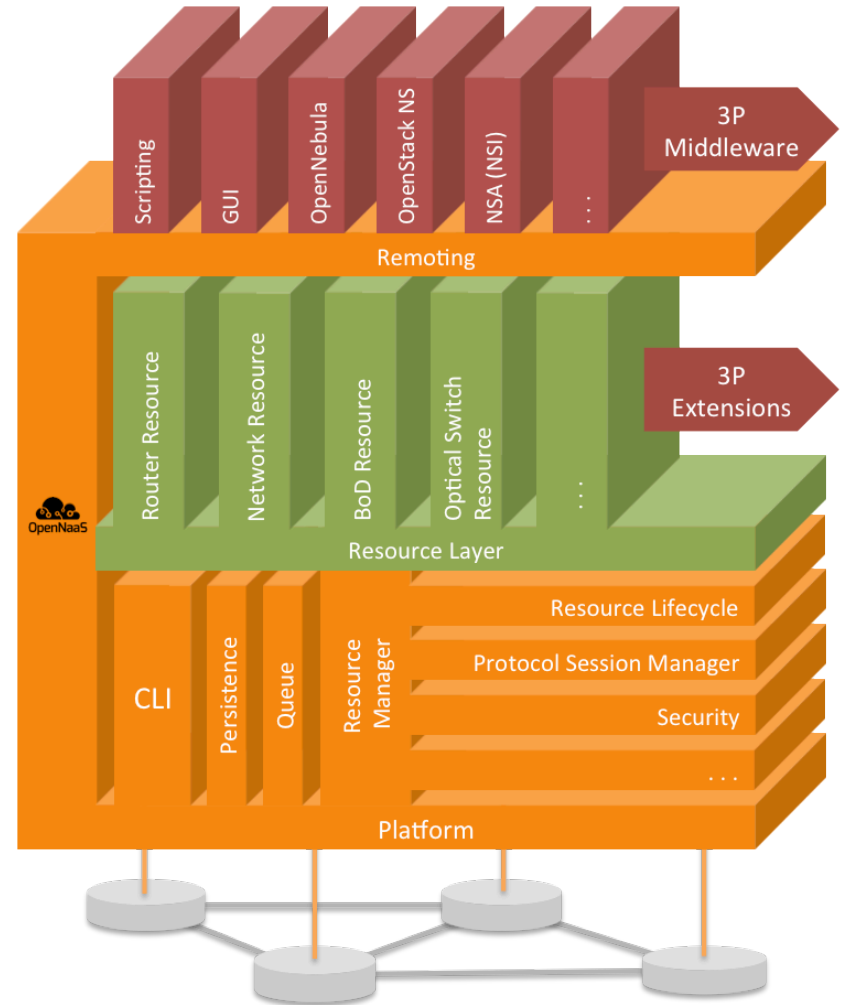 Scripting
GUI
OpenNebula
OpenStack NS
NSA (NSI)
...
3P
Middleware
Remoting
Router Resource
Network Resource
BoD Resource
Optical Switch
Resource
...
3P
Extensions
OpenNaaS
Resource Layer
CLI
Persistence
Queue
Resource
Manager
Resource Lifecycle
Protocol Session Manager
Security
...
Platform